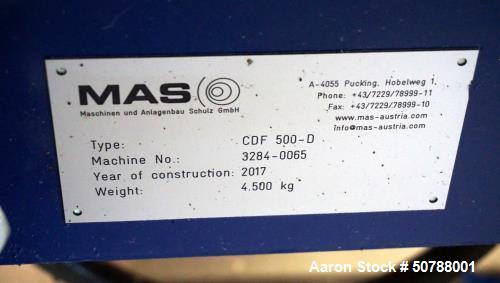 MAS
Maschinen und Anlagenbau Schulz GmbH
A-4055 Pucking, Hobelweg 1
Phone: +43/7229/78999-11
Fax: +43/7229/78999-10
www.mas-austria.com
info@mas-austria.com
Type: CDF 500-D
Machine No.: 3284-0065
Year of construction: 2017
Weight: 4.500 kg
Aaron Stock # 50788001